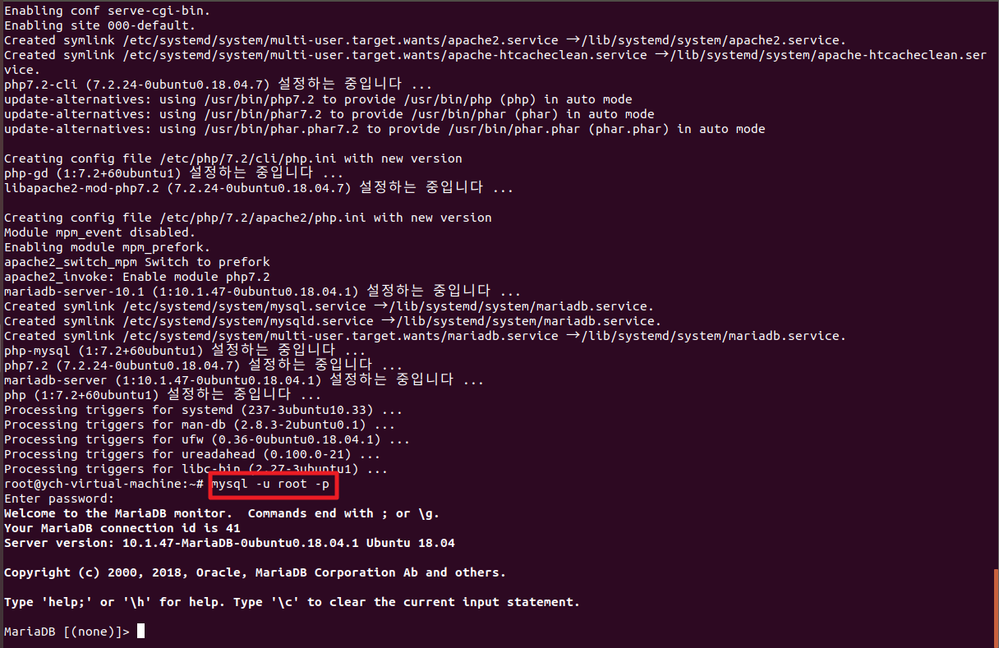 Enabling conf serve-cgi-bin.
Enabling site 000-default.
Created symlink /etc/systemd/system/multi-user.target.wants/apache2.service →/lib/systemd/system/apache2.service.
Created symlink /etc/systemd/system/multi-user.target.wants/apache-htcacheclean.service →/lib/systemd/system/apache-htcacheclean.ser
vice.
php7.2-cli (7.2.24-0ubuntu0.18.04.7) 설정하는 중입니다 ...
update-alternatives: using /usr/bin/php7.2 to provide /usr/bin/php (php) in auto mode
update-alternatives: using /usr/bin/phar7.2 to provide /usr/bin/phar (phar) in auto mode
update-alternatives: using /usr/bin/phar.phar7.2 to provide /usr/bin/phar.phar (phar.phar) in auto mode
Creating config file /etc/php/7.2/cli/php.ini with new version
php-gd (1:7.2+60ubuntu1) 설정하는 중입니다 ...
libapache2-mod-php7.2 (7.2.24-0ubuntu0.18.04.7) 설정하는 중입니다 ...
Creating config file /etc/php/7.2/apache2/php.ini with new version
Module mpm_event disabled.
Enabling module mpm_prefork.
apache2_switch_mpm Switch to prefork
apache2_invoke: Enable module php7.2
mariadb-server-10.1 (1:10.1.47-0ubuntu0.18.04.1) 설정하는 중입니다 ...
Created symlink /etc/systemd/system/mysql.service →/lib/systemd/system/mariadb.service.
Created symlink /etc/systemd/system/mysqld.service →/lib/systemd/system/mariadb.service.
Created symlink /etc/systemd/system/multi-user.target.wants/mariadb.service →/lib/systemd/system/mariadb.service.
php-mysql (1:7.2+60ubuntu1) 설정하는 중입니다 ...
php7.2 (7.2.24-0ubuntu0.18.04.7) 설정하는 중입니다 ...
mariadb-server (1:10.1.47-0ubuntu0.18.04.1) 설정하는 중입니다 ...
php (1:7.2+60ubuntu1) 설정하는 중입니다 ...
Processing triggers for systemd (237-3ubuntu10.33) ...
Processing triggers for man-db (2.8.3-2ubuntu0.1) ...
Processing triggers for ufw (0.36-0ubuntu0.18.04.1) ...
Processing triggers for ureadahead (0.100.0-21) ...
Processing triggers for libc-bin (2.27-3ubuntu1) ...
root@ych-virtual-machine:~# mysql -u root -p
Enter password:
Welcome to the MariaDB monitor.  Commands end with ; or \g.
Your MariaDB connection id is 41
Server version: 10.1.47-MariaDB-0ubuntu0.18.04.1 Ubuntu 18.04
Copyright (c) 2000, 2018, Oracle, MariaDB Corporation Ab and others.
Type 'help;' or '\h' for help. Type '\c' to clear the current input statement.
MariaDB [(none)]>